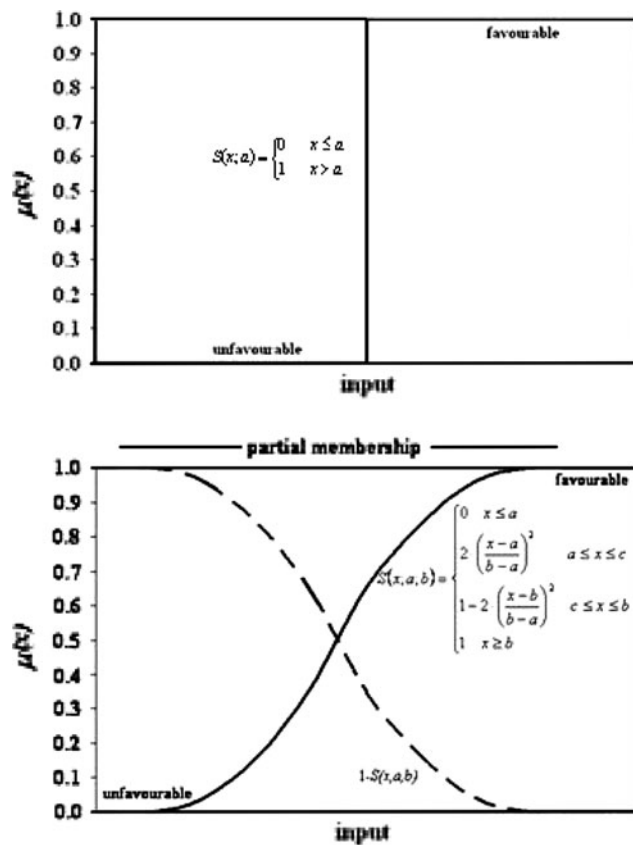 1.0
favourable
0.9
0.8
0.7
0.6
S(x; a) = {0 x ≤ a
1 x > a
0.5
0.4
0.3
0.2
0.1
unfavourable
0.0
input
μ(x)
partial membership
1.0
favourable
0.9
0.8
0.7
0.6
0.5
0.4
0.3
0.2
0.1
0.0
μ(x)
S(x, a, b) = {0 x ≤ a
2 ((x - a)/(b - a))² a ≤ x ≤ c
1 - 2 ((x - b)/(b - a))² c ≤ x ≤ b
1 x ≥ b
1-S(x,a,b)
unfavourable
input